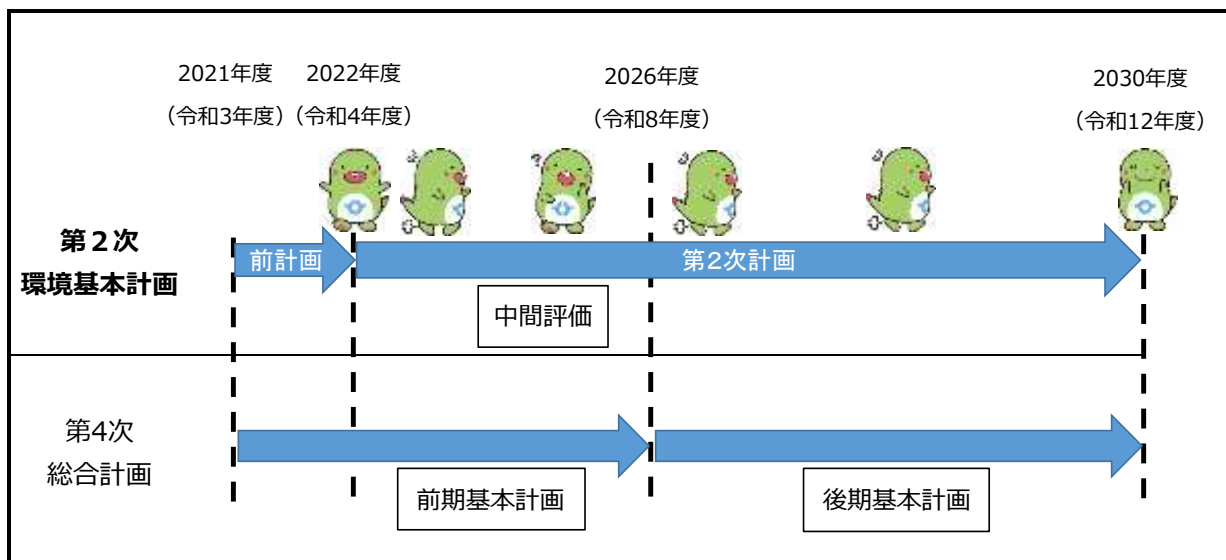 2021年度
(令和3年度)
2022年度
(令和4年度)
2026年度
(令和8年度)
2030年度
(令和12年度)
第2次
環境基本計画
前計画
第2次計画
中間評価
第4次
総合計画
前期基本計画
後期基本計画